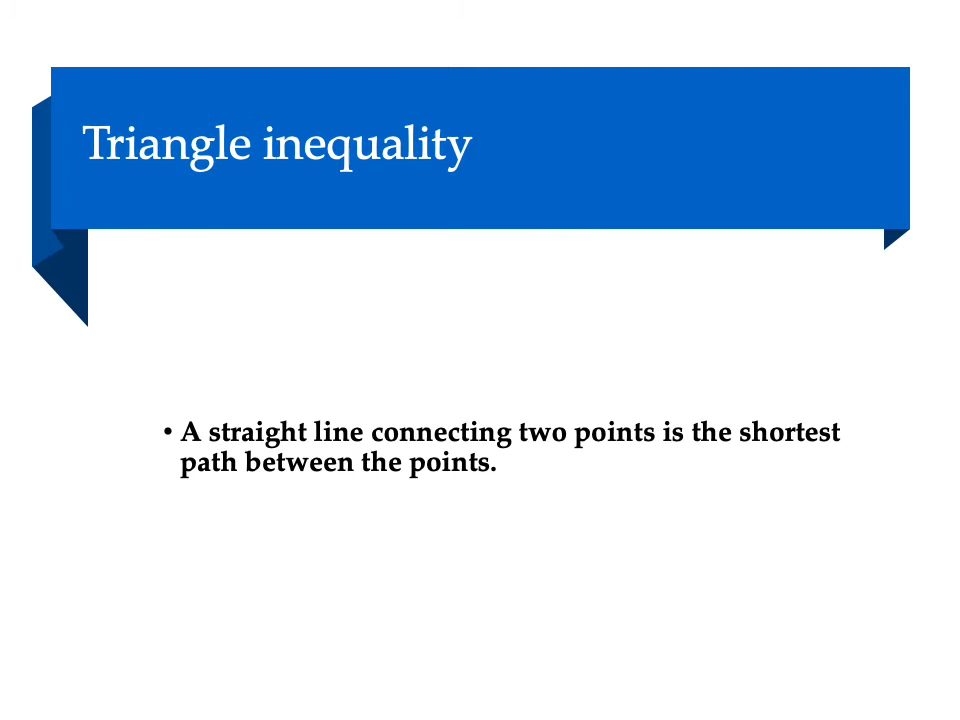 Triangle inequality
• A straight line connecting two points is the shortest
path between the points.